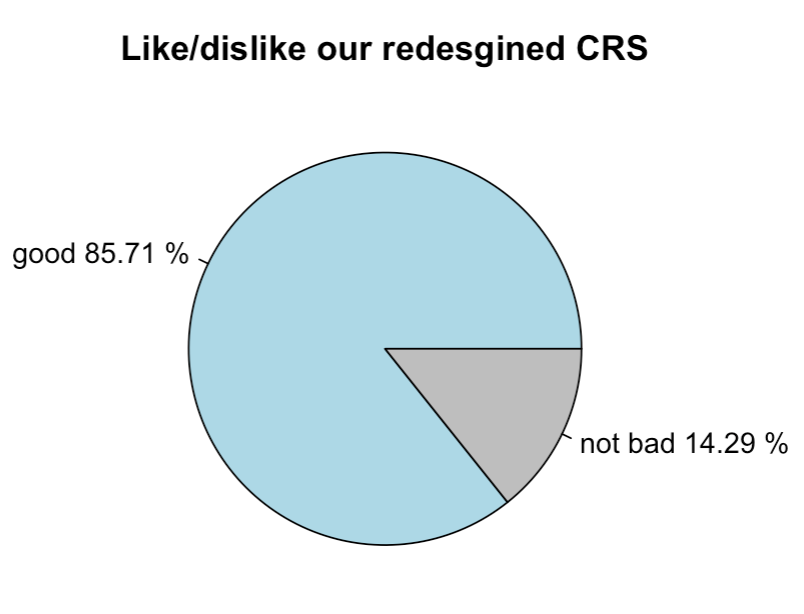 Like/dislike our redesgined CRS
good 85.71 %
not bad 14.29 %